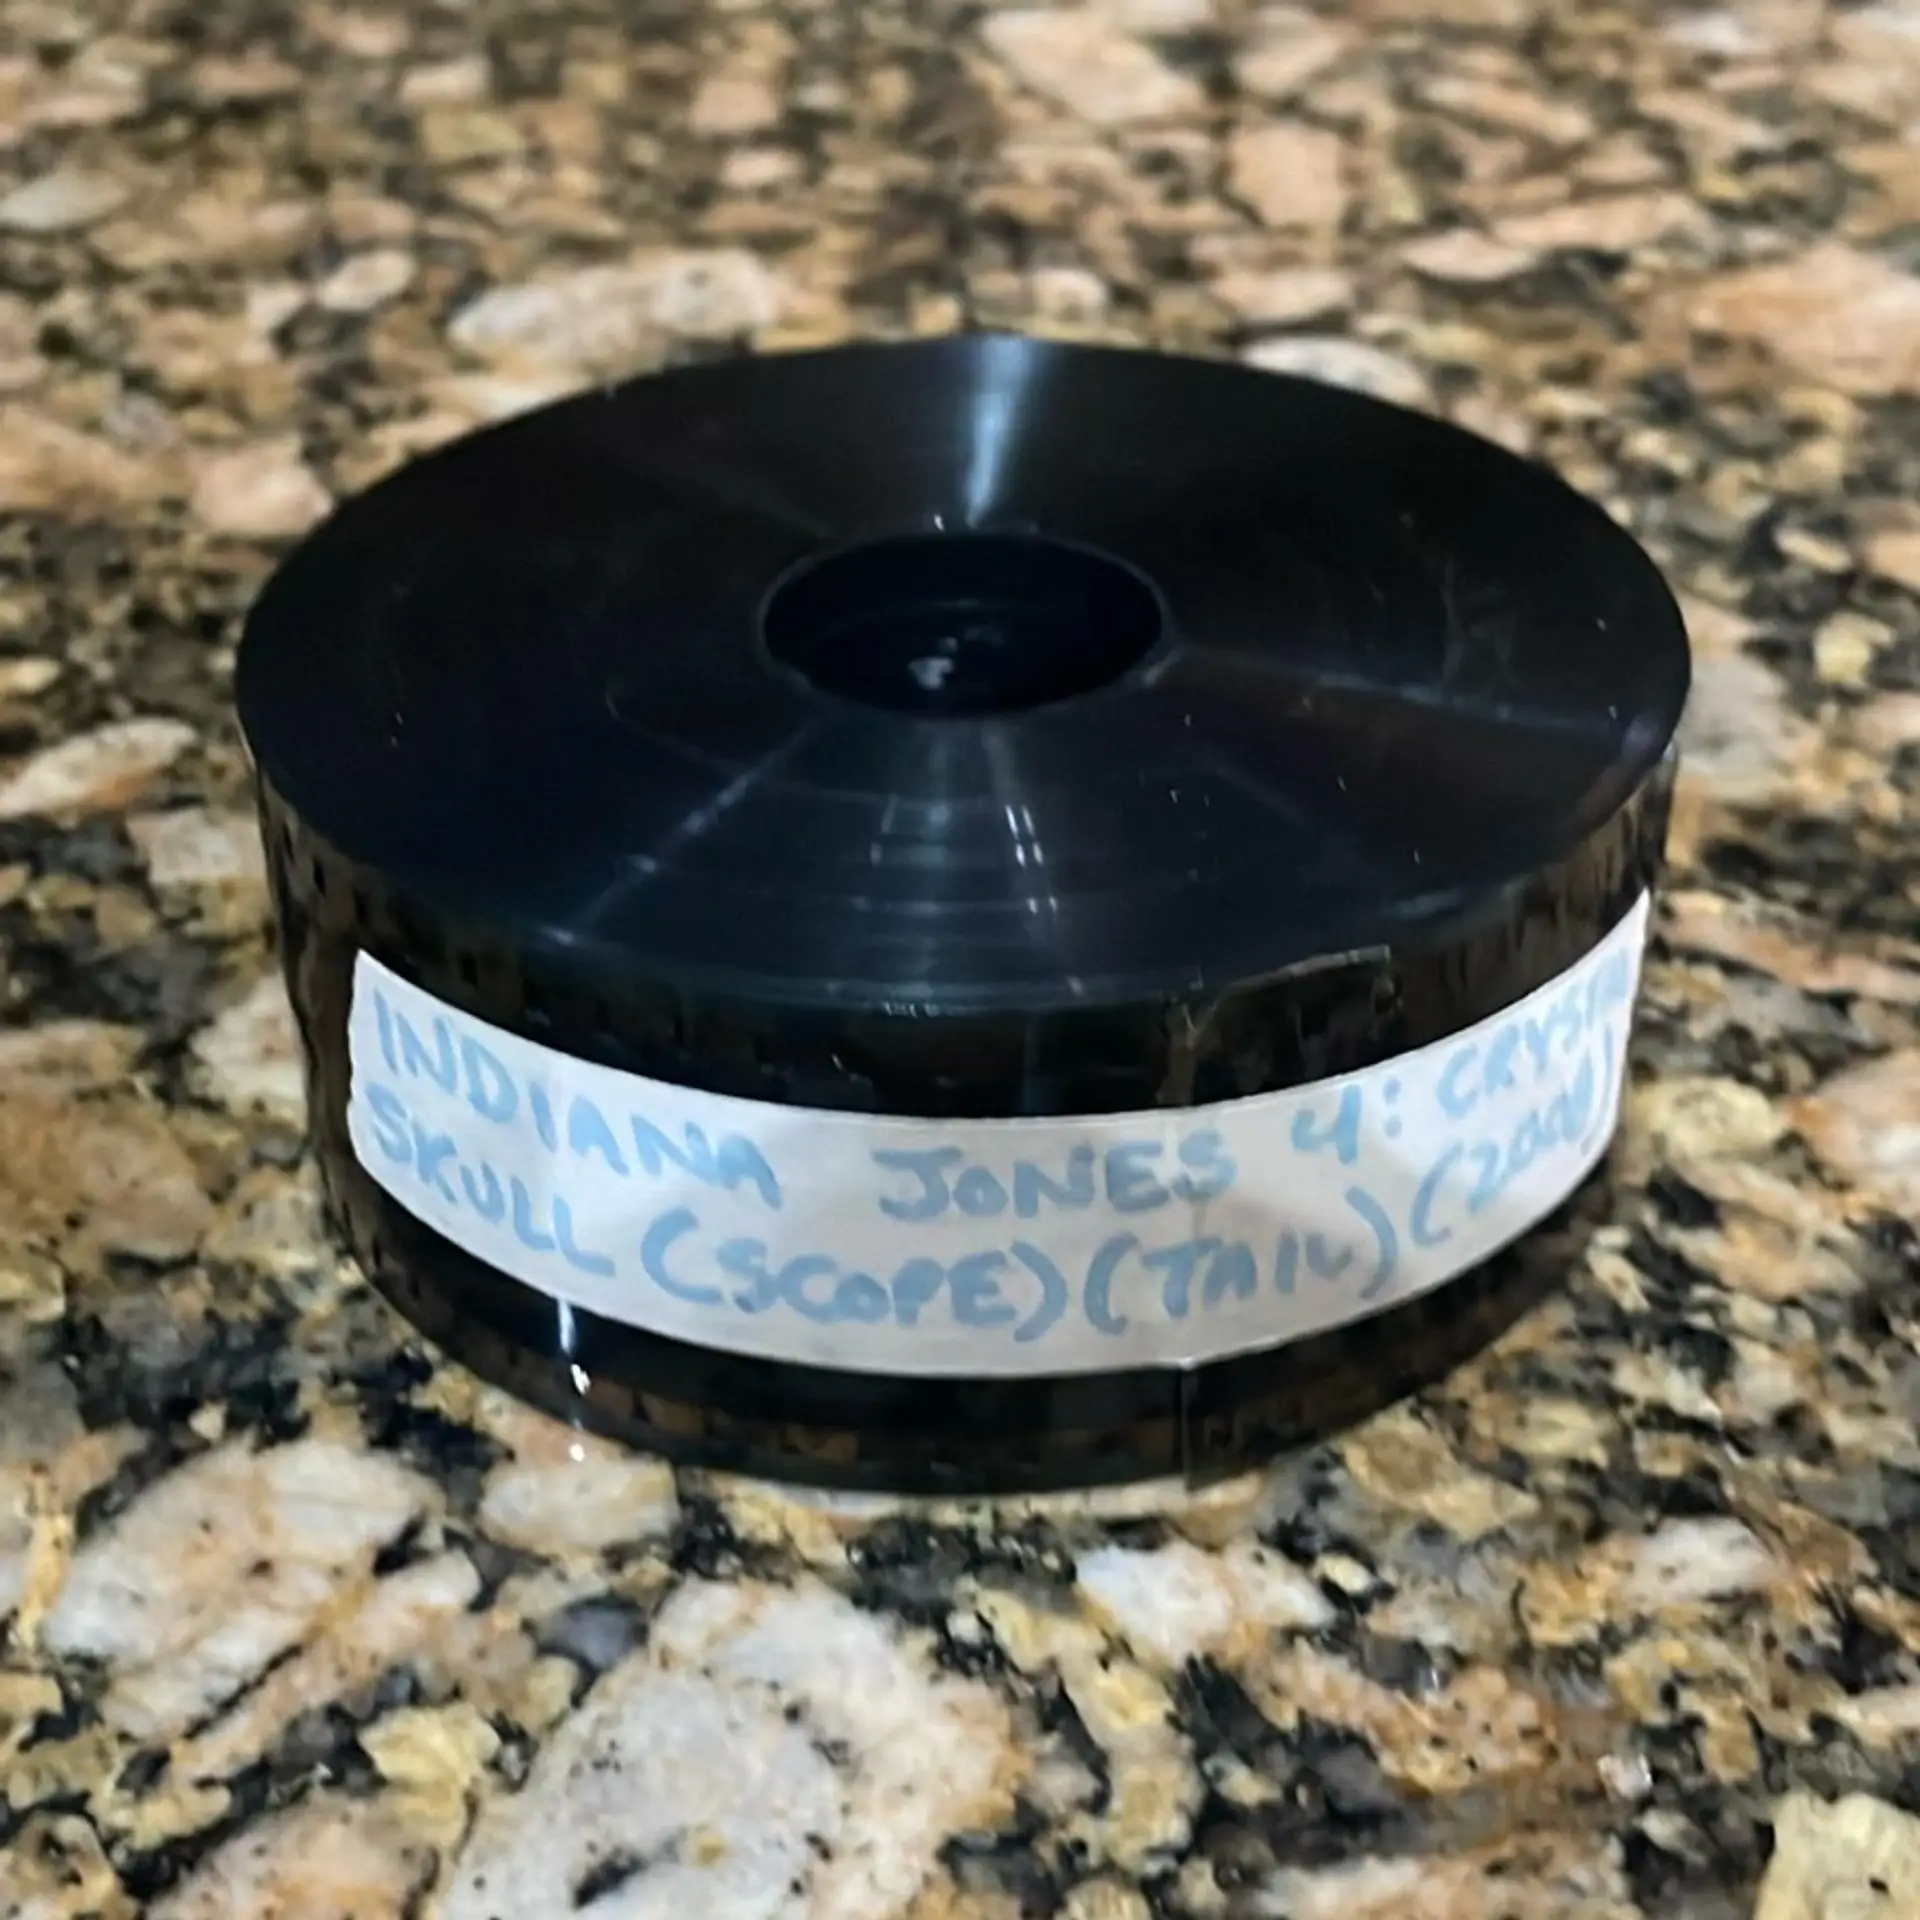 INDIANA JONES 4: CRYSTAL
SKULL (SCOPE) (TAIL) (2008)